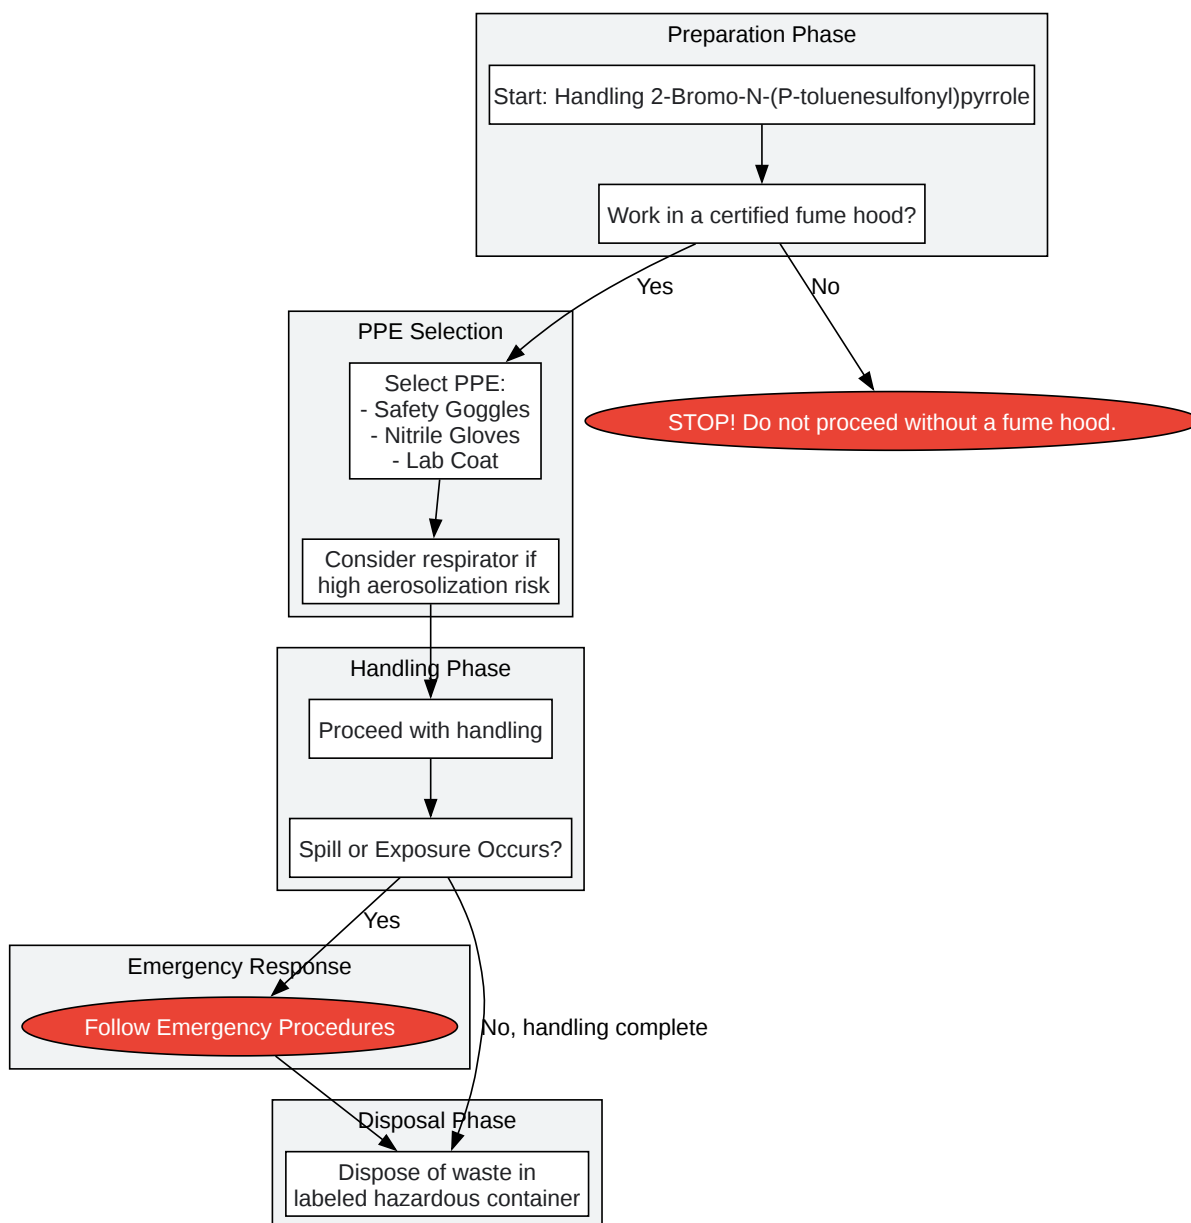 Preparation Phase
Start: Handling 2-Bromo-N-(P-toluenesulfonyl)pyrrole
Work in a certified fume hood?
Yes
No
PPE Selection
Select PPE:
- Safety Goggles
- Nitrile Gloves
- Lab Coat
STOP! Do not proceed without a fume hood.
Consider respirator if
high aerosolization risk
Handling Phase
Proceed with handling
Spill or Exposure Occurs?
Yes
Emergency Response
Follow Emergency Procedures
No, handling complete
Disposal Phase
Dispose of waste in
labeled hazardous container